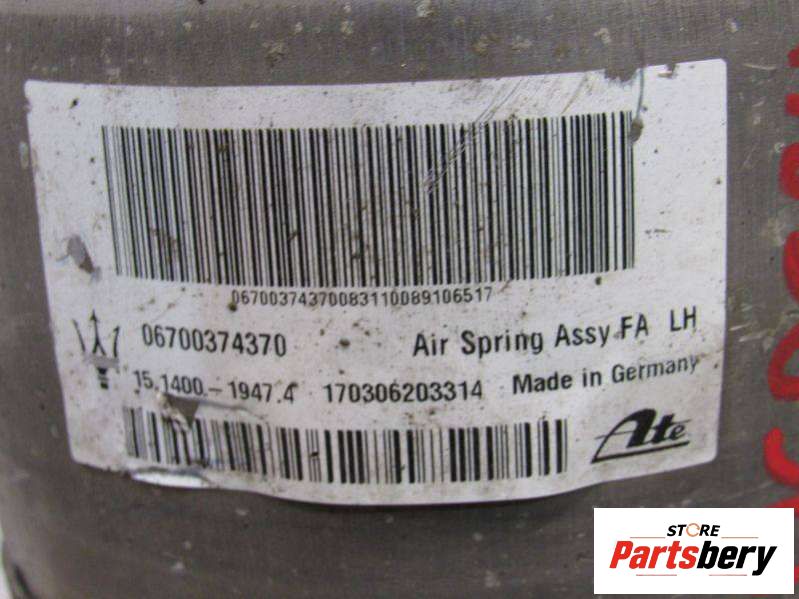 06700374370083110089106517
06700374370 Air Spring Assy FA LH
15.1400.-1947.4 170306203314 Made in Germany
Ate
STORE
Partsbery